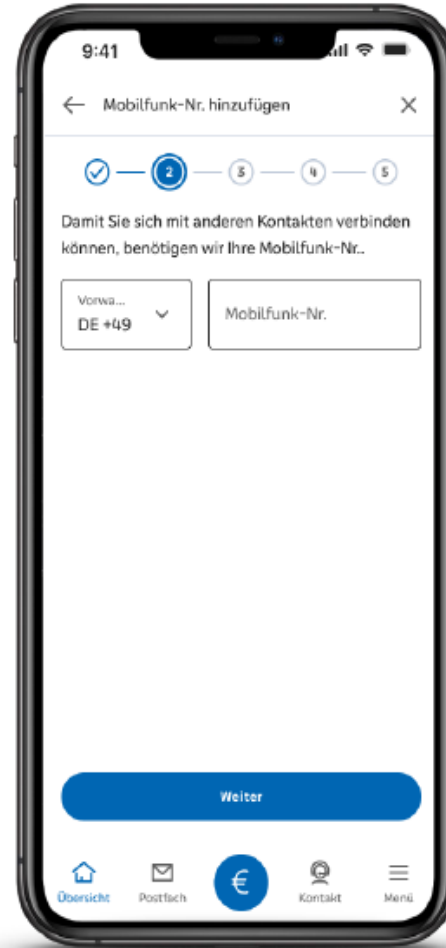 9:41
Mobilfunk-Nr. hinzufügen
2 3 4 5
Damit Sie sich mit anderen Kontakten verbinden
können, benötigen wir Ihre Mobilfunk-Nr..
Vorwa...
DE +49
Mobilfunk-Nr.
Weiter
€
Übersicht Postfach Kontakt Menü